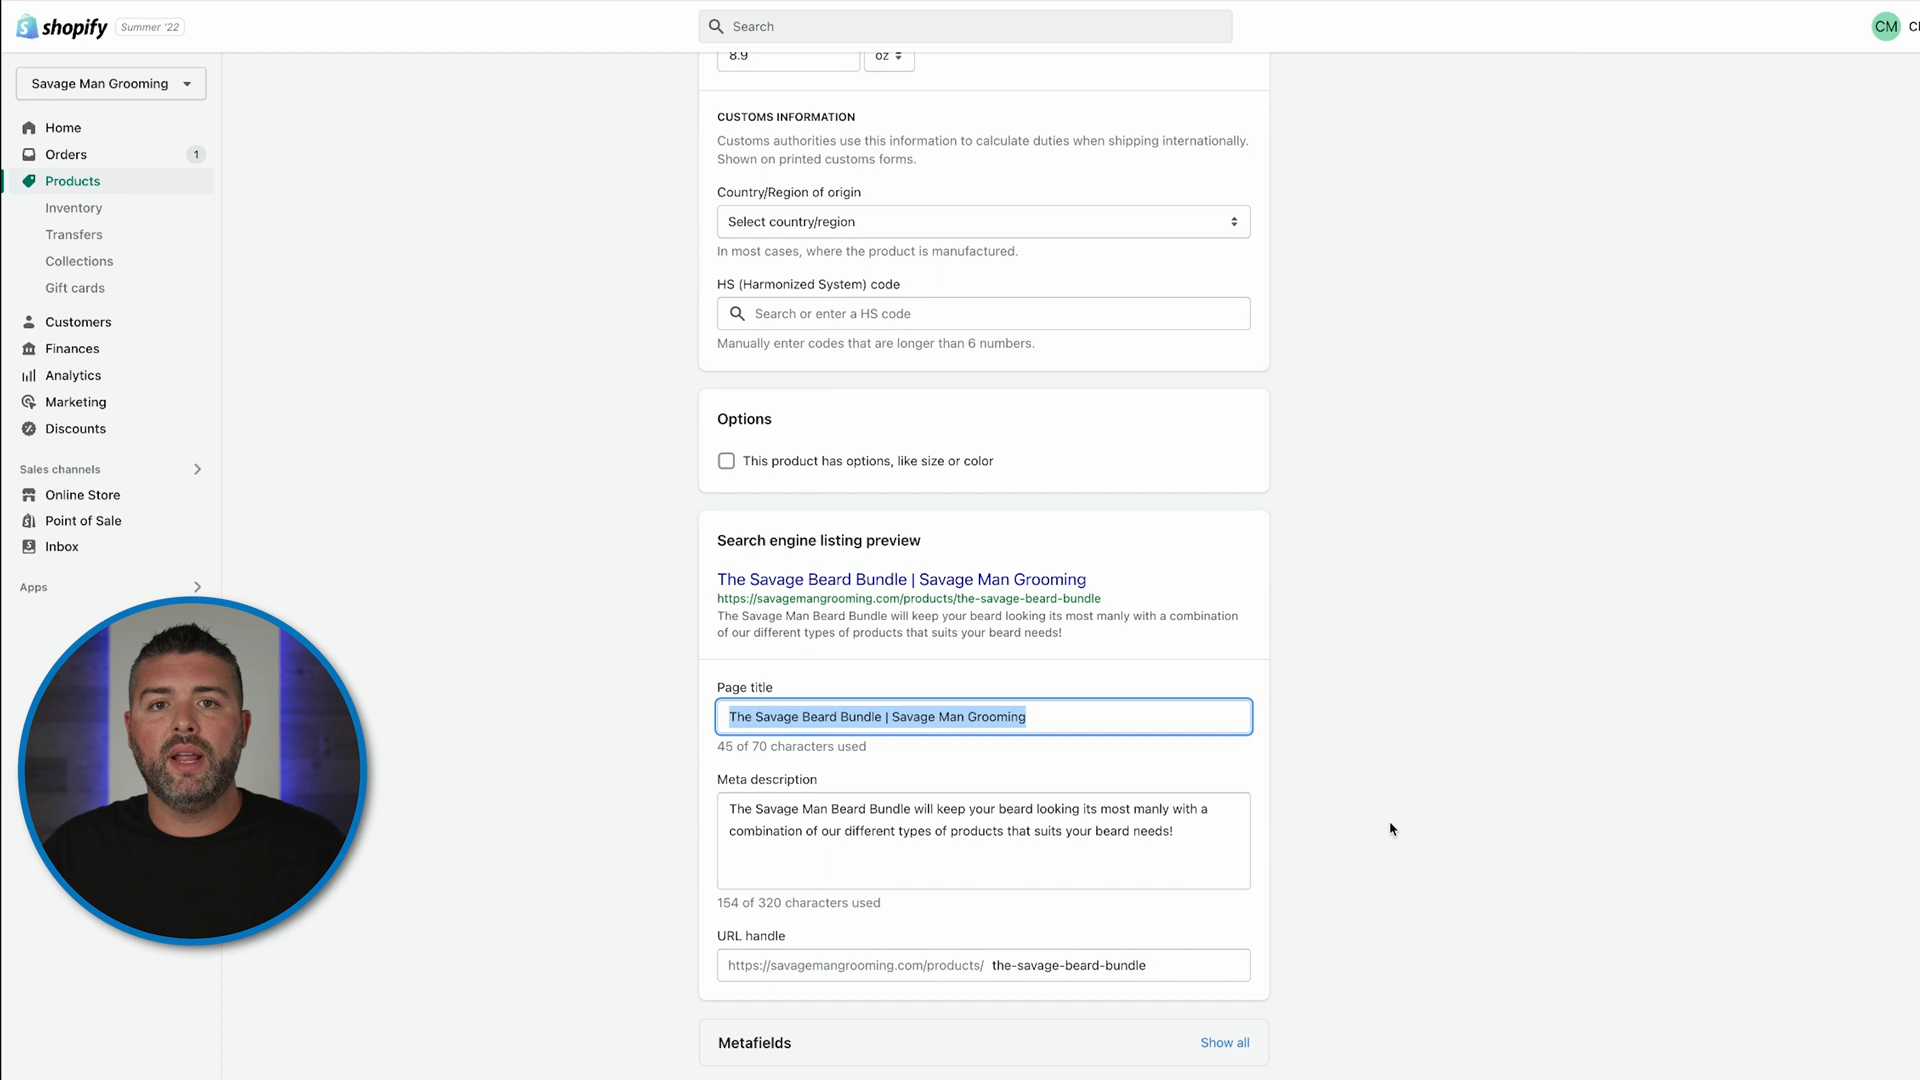 shopify
Summer '22
Search
CM
Savage Man Grooming
Home
Orders
1
Products
Inventory
Transfers
Collections
Gift cards
Customers
Finances
Analytics
Marketing
Discounts
Sales channels
Online Store
Point of Sale
Inbox
Apps
8.9
oz
CUSTOMS INFORMATION
Customs authorities use this information to calculate duties when shipping internationally.
Shown on printed customs forms.
Country/Region of origin
Select country/region
In most cases, where the product is manufactured.
HS (Harmonized System) code
Search or enter a HS code
Manually enter codes that are longer than 6 numbers.
Options
This product has options, like size or color
Search engine listing preview
The Savage Beard Bundle | Savage Man Grooming
https://savagemangrooming.com/products/the-savage-beard-bundle
The Savage Man Beard Bundle will keep your beard looking its most manly with a combination
of our different types of products that suits your beard needs!
Page title
The Savage Beard Bundle | Savage Man Grooming
45 of 70 characters used
Meta description
The Savage Man Beard Bundle will keep your beard looking its most manly with a
combination of our different types of products that suits your beard needs!
154 of 320 characters used
URL handle
https://savagemangrooming.com/products/ the-savage-beard-bundle
Metafields
Show all